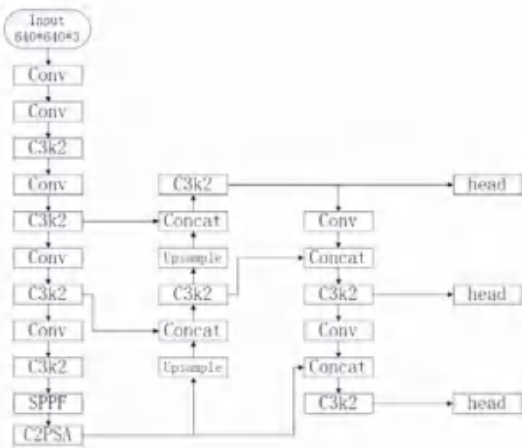 Input
640*640*3
Conv
Conv
C3k2
Conv
C3k2
Conv
C3k2
Conv
C3k2
SPPF
C2PSA
C3k2
Concat
Upsample
C3k2
Concat
Upsample
Conv
Concat
C3k2
Conv
Concat
C3k2
head
head
head